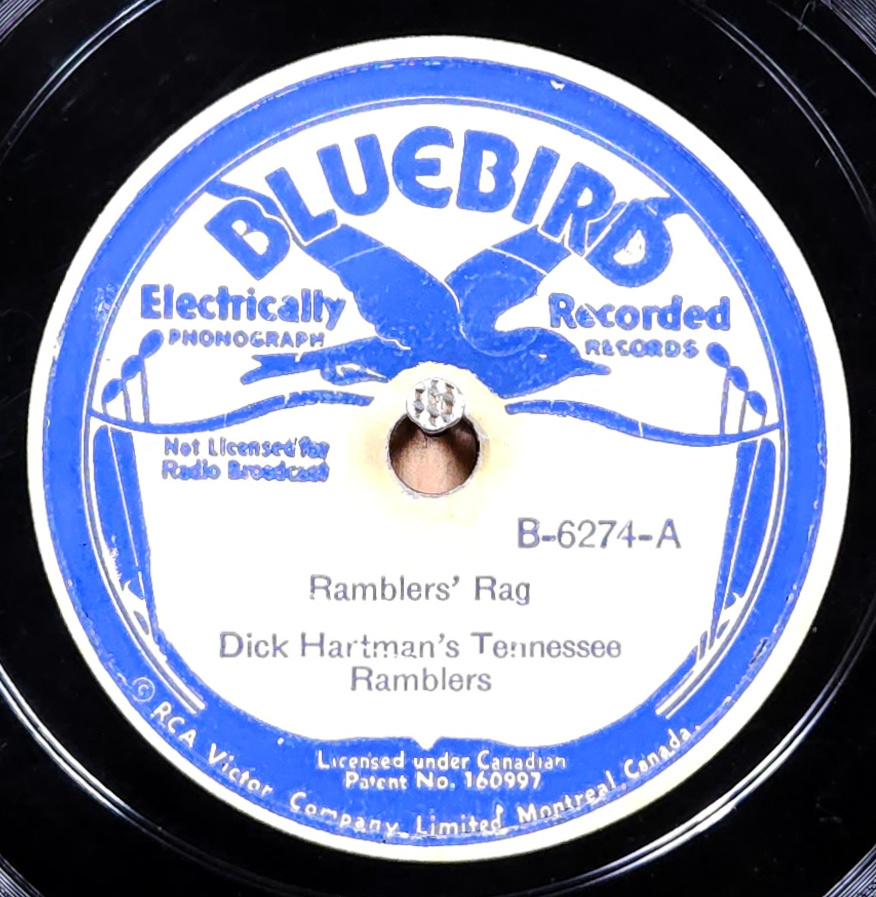 BLUEBIRD
Electrically Recorded
PHONOGRAPH RECORDS
Not Licensed for
Radio Broadcast
B-6274-A
Ramblers' Rag
Dick Hartman's Tennessee
Ramblers
Licensed under Canadian
Patent No. 160997
© RCA Victor Company Limited Montreal, Canada.